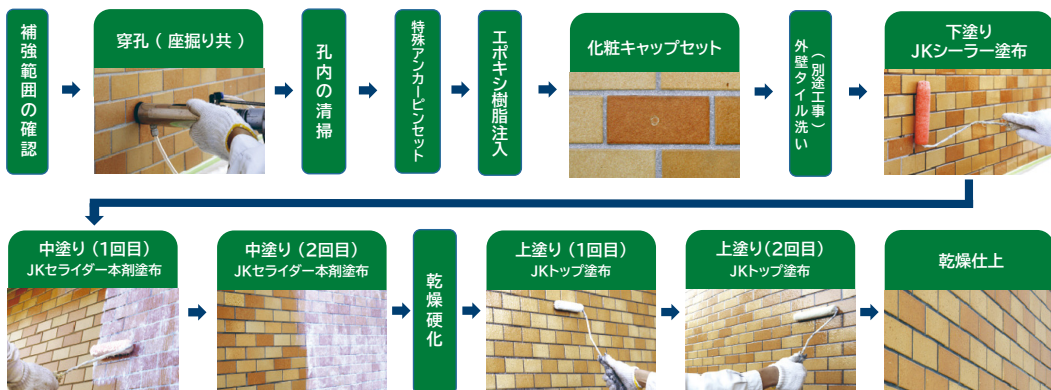 補強範囲の確認
穿孔（座掘り共）
孔内の清掃
特殊アンカーピンセット
エポキシ樹脂注入
化粧キャップセット
（別途工事）
外壁タイル洗い
下塗り
JKシーラー塗布
中塗り（1回目）
JKセライダー本剤塗布
中塗り（2回目）
JKセライダー本剤塗布
乾燥硬化
上塗り（1回目）
JKトップ塗布
上塗り（2回目）
JKトップ塗布
乾燥仕上